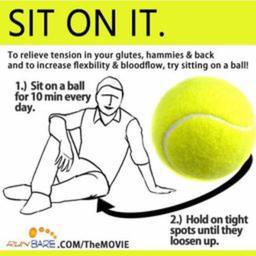 SIT ON IT.
To relieve tension in your glutes, hammies & back
and to increase flexbility & bloodflow, try sitting on a ball!
1.) Sit on a ball
for 10 min every
day.
2.) Hold on tight
spots until they
loosen up.
RUNBARE.COM/TheMOVIE